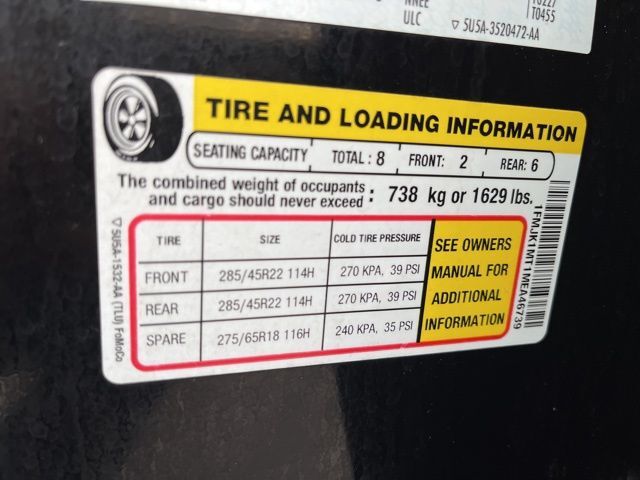 ULC
T0455
▽ 5U5A-3520472-AA
TIRE AND LOADING INFORMATION
SEATING CAPACITY TOTAL: 8 FRONT: 2 REAR: 6
The combined weight of occupants
and cargo should never exceed : 738 kg or 1629 lbs.
TIRE SIZE COLD TIRE PRESSURE
FRONT 285/45R22 114H 270 KPA, 39 PSI
REAR 285/45R22 114H 270 KPA, 39 PSI
SPARE 275/65R18 116H 240 KPA, 35 PSI
SEE OWNERS
MANUAL FOR
ADDITIONAL
INFORMATION
▽ 5U5A-1532-AA (TLU) FoMoCo
1FMJK1MT1MEA46739